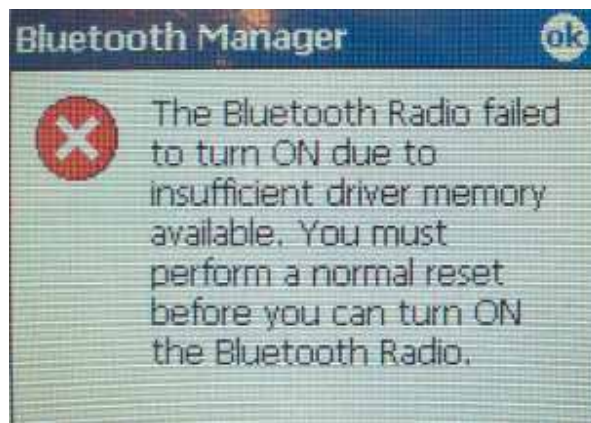 Bluetooth Manager ok
The Bluetooth Radio failed
to turn ON due to
insufficient driver memory
available. You must
perform a normal reset
before you can turn ON
the Bluetooth Radio.